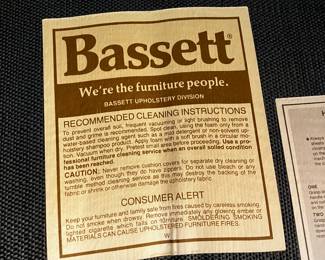 Bassett®
We're the furniture people.
BASSETT UPHOLSTERY DIVISION
RECOMMENDED CLEANING INSTRUCTIONS
To prevent overall soil, frequent vacuuming or light brushing to remove
dust and grime is recommended. Spot clean, using the foam only from a
water-based cleaning agent such as a mild detergent or non-solvent up-
holstery shampoo product. Apply foam with a soft brush in a circular mo-
tion. Vacuum when dry. Pretest small area before proceeding. Use a pro-
fessional furniture cleaning service when an overall soiled condition
has been reached.
CAUTION: Never remove cushion covers for separate dry cleaning or
washing, even though they have zippers. Do not use bleach or any
tumble method cleaning service as this may destroy the backing of the
fabric or shrink or otherwise damage the upholstery fabric.
CONSUMER ALERT
Keep your furniture and family safe from fires caused by careless smoking.
Do not smoke when drowsy. Remove immediately any glowing ember or
lighted cigarette which falls on furniture. SMOLDERING, SMOKING
MATERIALS CAN CAUSE UPHOLSTERED FURNITURE FIRES.
W